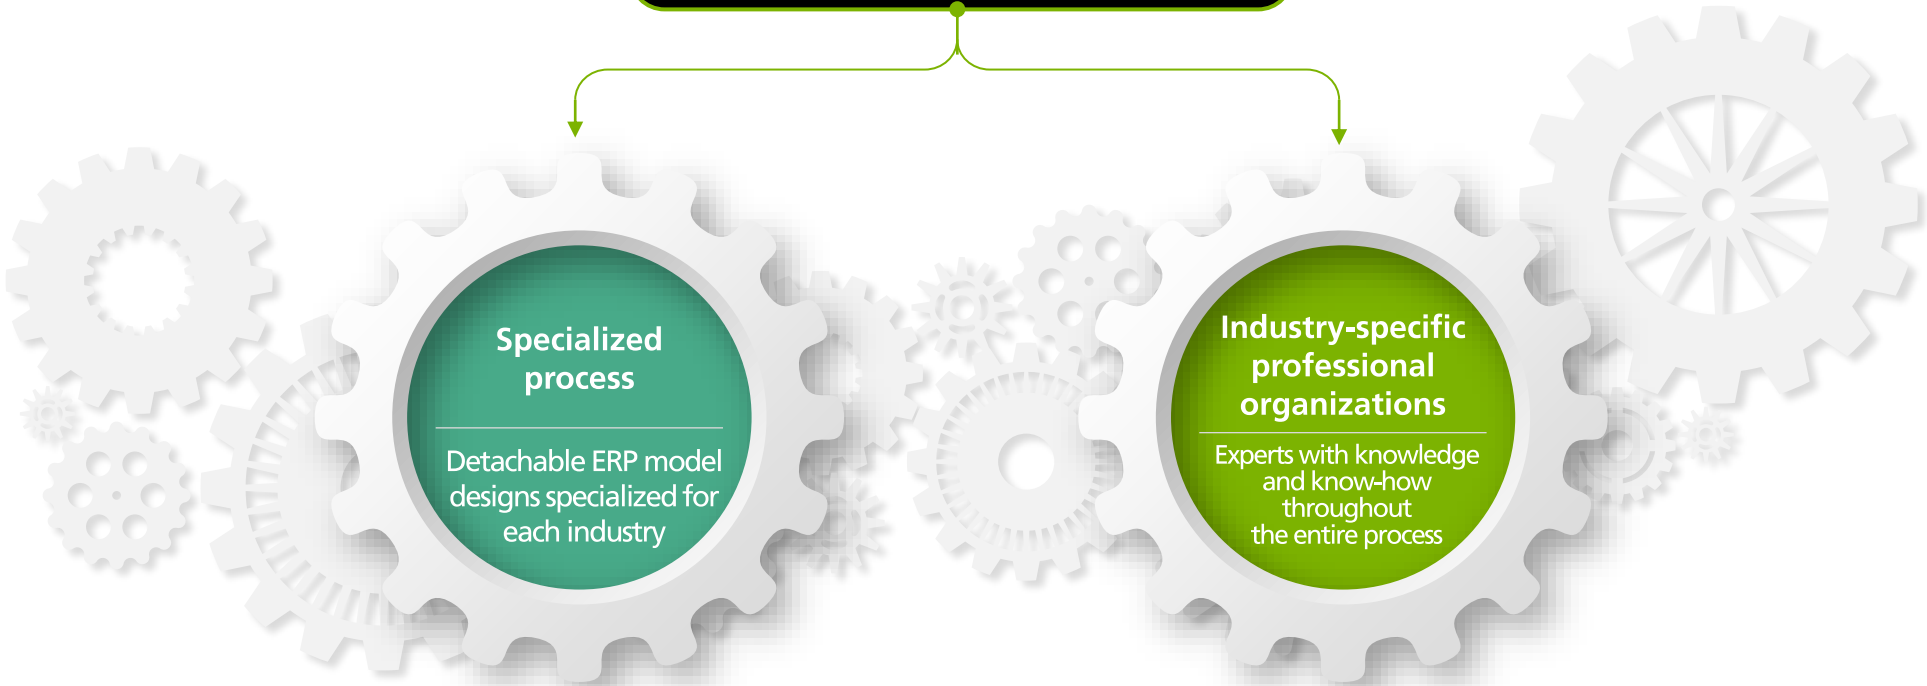 Specialized
process
Detachable ERP model
designs specialized for
each industry
Industry-specific
professional
organizations
Experts with knowledge
and know-how
throughout
the entire process